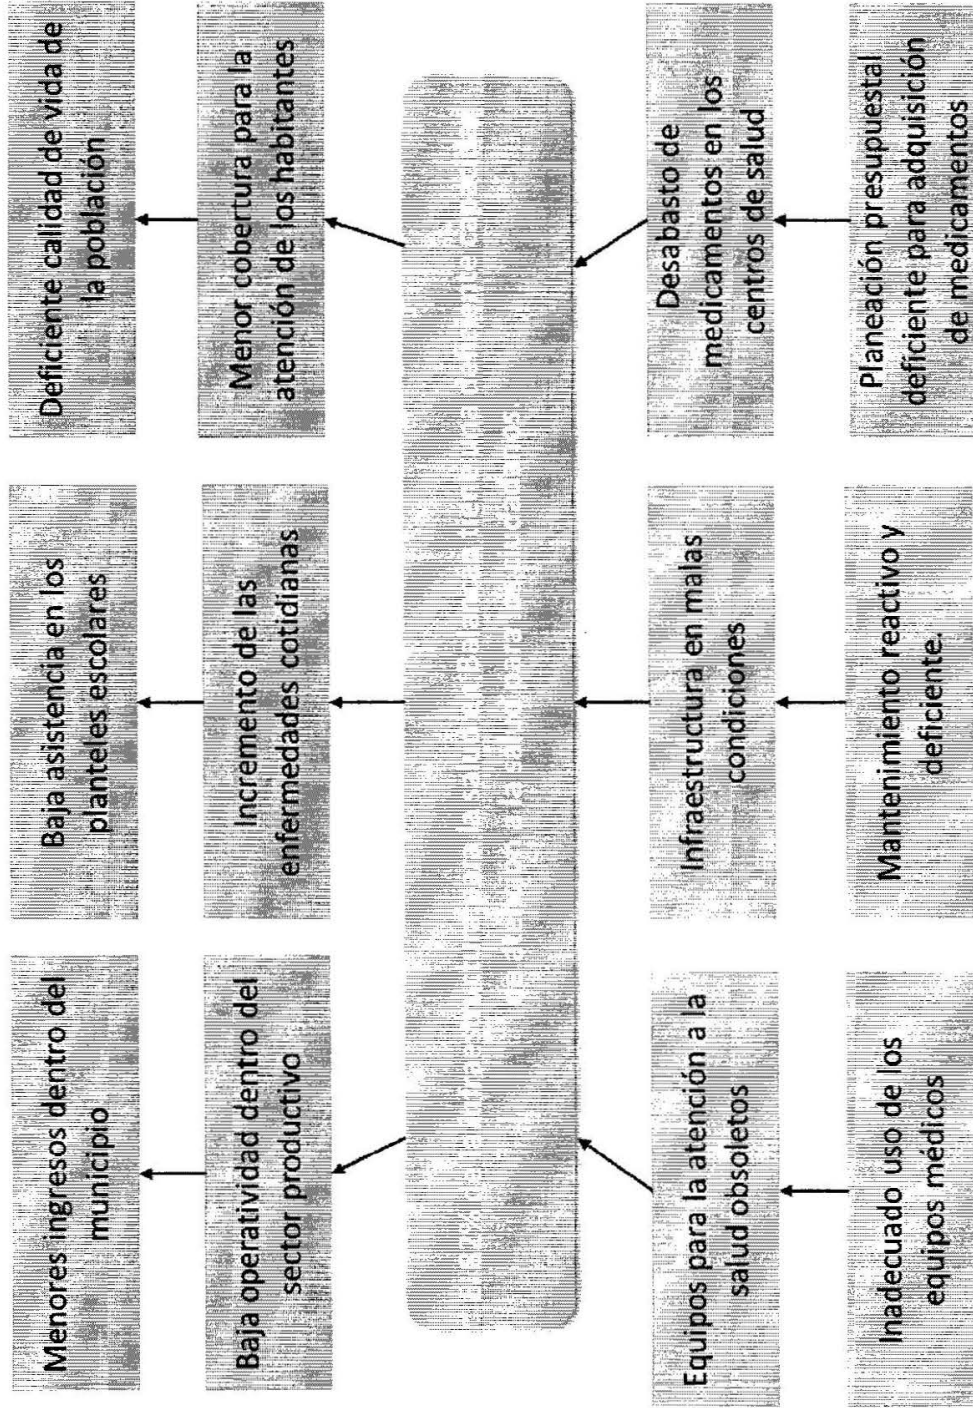 Menores ingresos dentro del
municipio
Baja asistencia en los
planteles escolares
Deficiente calidad de vida de
la población
Baja operatividad dentro del
sector productivo
Incremento de las
enfermedades cotidianas
Menor cobertura para la
atención de los habitantes
Equipos para la atención a la
salud obsoletos
Infraestructura en malas
condiciones
Desabasto de
medicamentos en los
centros de salud
Inadecuado uso de los
equipos médicos
Mantenimiento reactivo y
deficiente.
Planeación presupuestal
deficiente para adquisición
de medicamentos